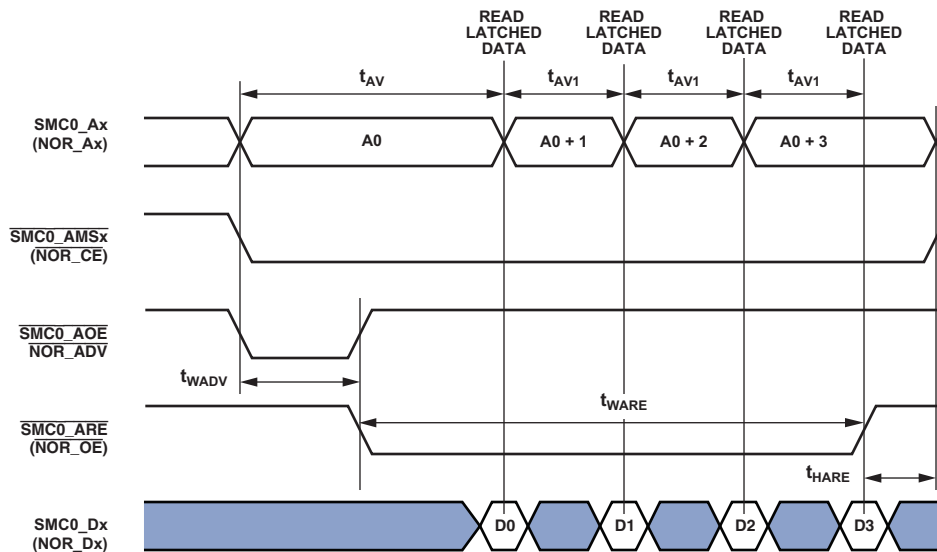 READ LATCHED DATA
READ LATCHED DATA
READ LATCHED DATA
READ LATCHED DATA
tAV
tAV1
tAV1
tAV1
SMC0_Ax
(NOR_Ax)
A0
A0 + 1
A0 + 2
A0 + 3
SMC0_AMSx
(NOR_CE)
SMC0_AOE
NOR_ADV
tWADV
SMC0_ARE
(NOR_OE)
tWARE
tHARE
SMC0_Dx
(NOR_Dx)
D0
D1
D2
D3